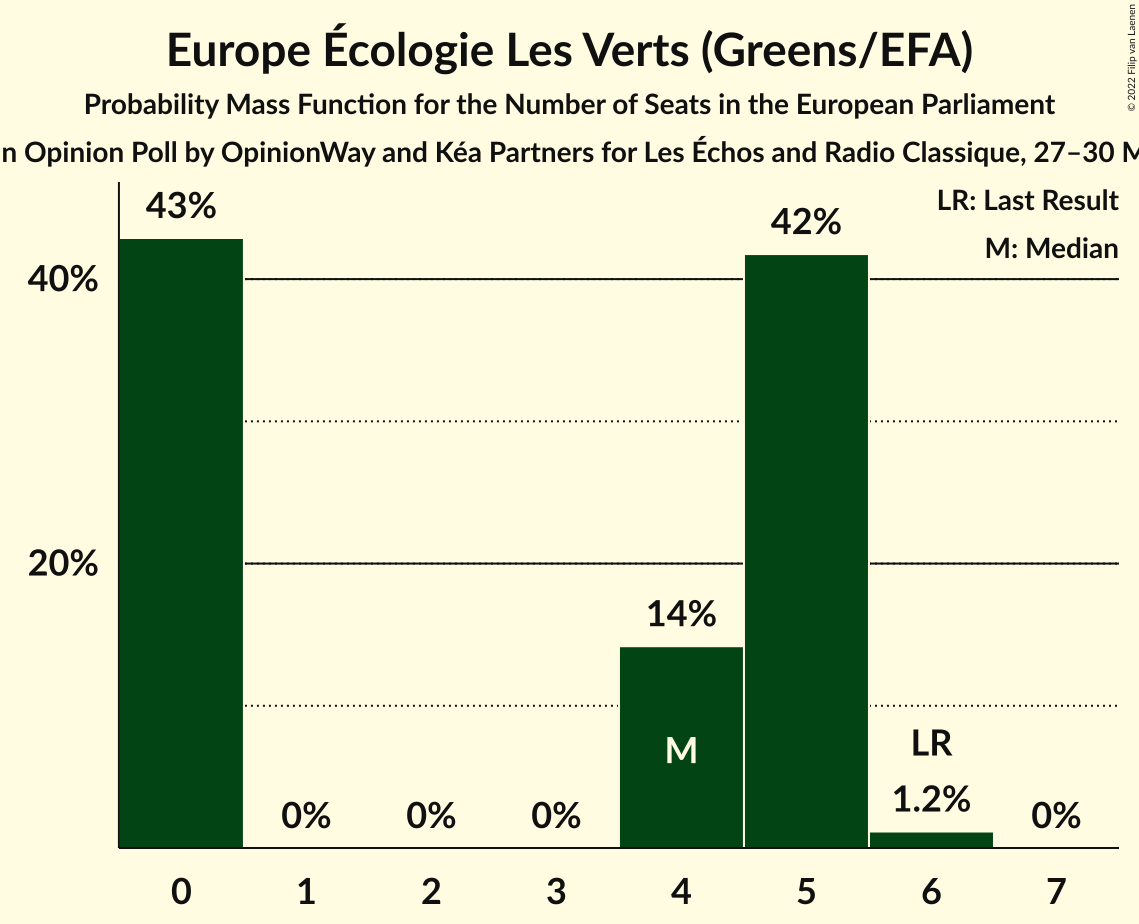 Europe Écologie Les Verts (Greens/EFA)
Probability Mass Function for the Number of Seats in the European Parliament
n Opinion Poll by OpinionWay and Kéa Partners for Les Échos and Radio Classique, 27–30 M
© 2022 Filip van Laenen
LR: Last Result
M: Median
43%
42%
40%
20%
14%
M
LR
1.2%
0%
0%
0%
0%
0 1 2 3 4 5 6 7